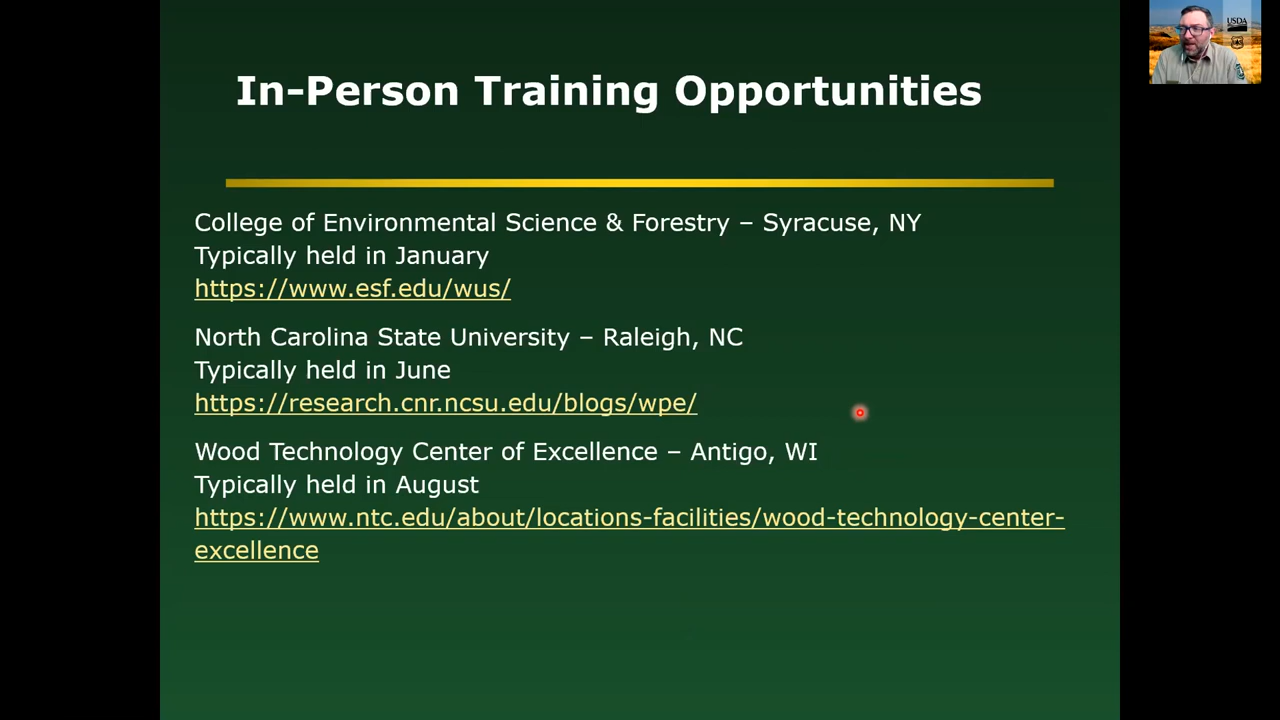 In-Person Training Opportunities
USDA
College of Environmental Science & Forestry – Syracuse, NY
Typically held in January
https://www.esf.edu/wus/
North Carolina State University – Raleigh, NC
Typically held in June
https://research.cnr.ncsu.edu/blogs/wpe/
Wood Technology Center of Excellence – Antigo, WI
Typically held in August
https://www.ntc.edu/about/locations-facilities/wood-technology-center-
excellence